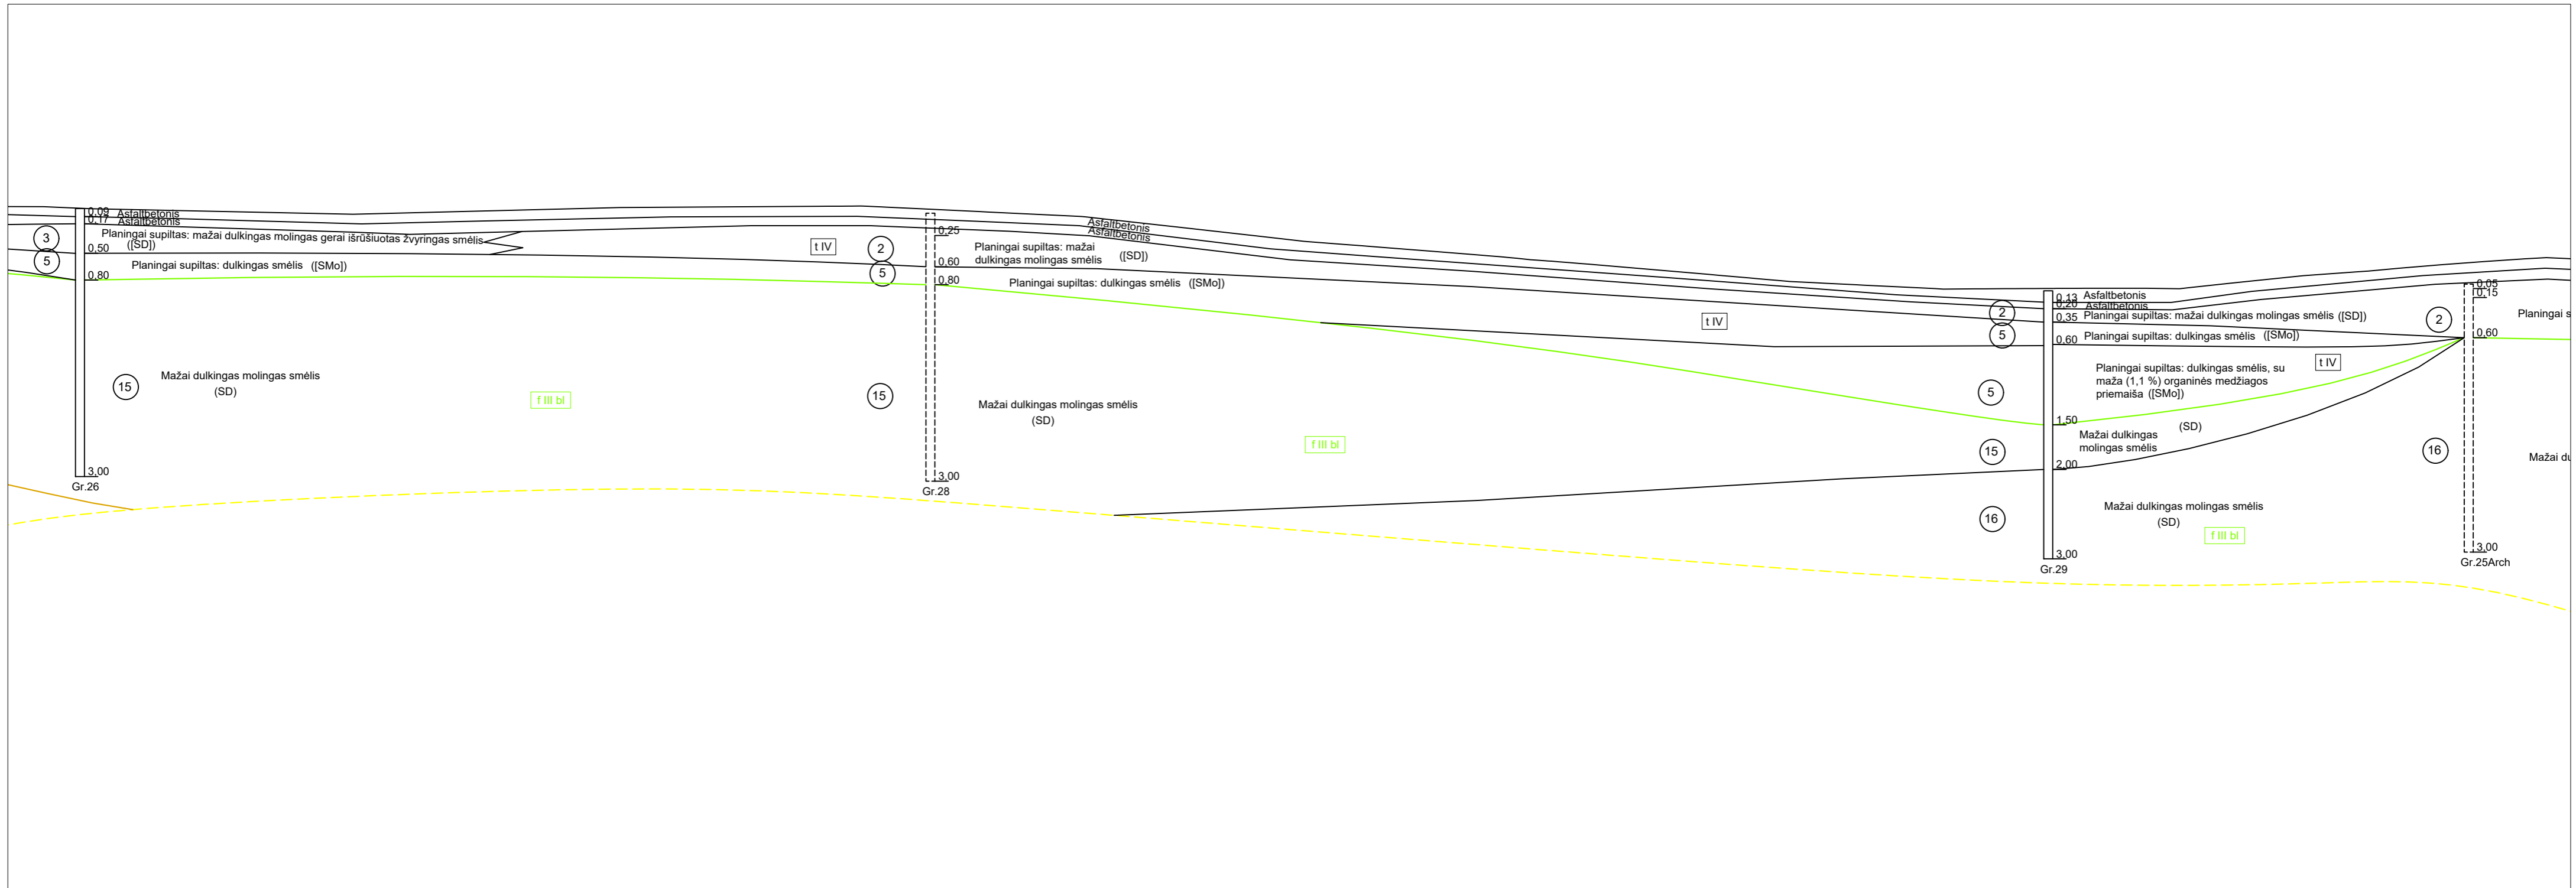 0,09 Asfaltbetonis
0,17 Asfaltbetonis
3
Planingai supiltas: mažai dulkingas molingas gerai išrūšiuotas žvyringas smėlis
([SD])
0,50
5
Planingai supiltas: dulkingas smėlis ([SMo])
0,80
15
Mažai dulkingas molingas smėlis
(SD)
3,00
Gr.26
f III bl
t IV
2
5
15
0,25
0,60
0,80
Planingai supiltas: mažai
dulkingas molingas smėlis ([SD])
Planingai supiltas: dulkingas smėlis ([SMo])
Mažai dulkingas molingas smėlis
(SD)
3,00
Gr.28
Asfaltbetonis
Asfaltbetonis
f III bl
t IV
2
5
5
15
16
0,13 Asfaltbetonis
0,20 Asfaltbetonis
0,35 Planingai supiltas: mažai dulkingas molingas smėlis ([SD])
0,60 Planingai supiltas: dulkingas smėlis ([SMo])
t IV
Planingai supiltas: dulkingas smėlis, su
maža (1,1 %) organinės medžiagos
priemaiša ([SMo])
1,50
(SD)
Mažai dulkingas
molingas smėlis
2,00
Mažai dulkingas molingas smėlis
(SD)
f III bl
3,00
Gr.29
2
16
0,05
0,15
Planingai s
0,60
Mažai du
3,00
Gr.25Arch